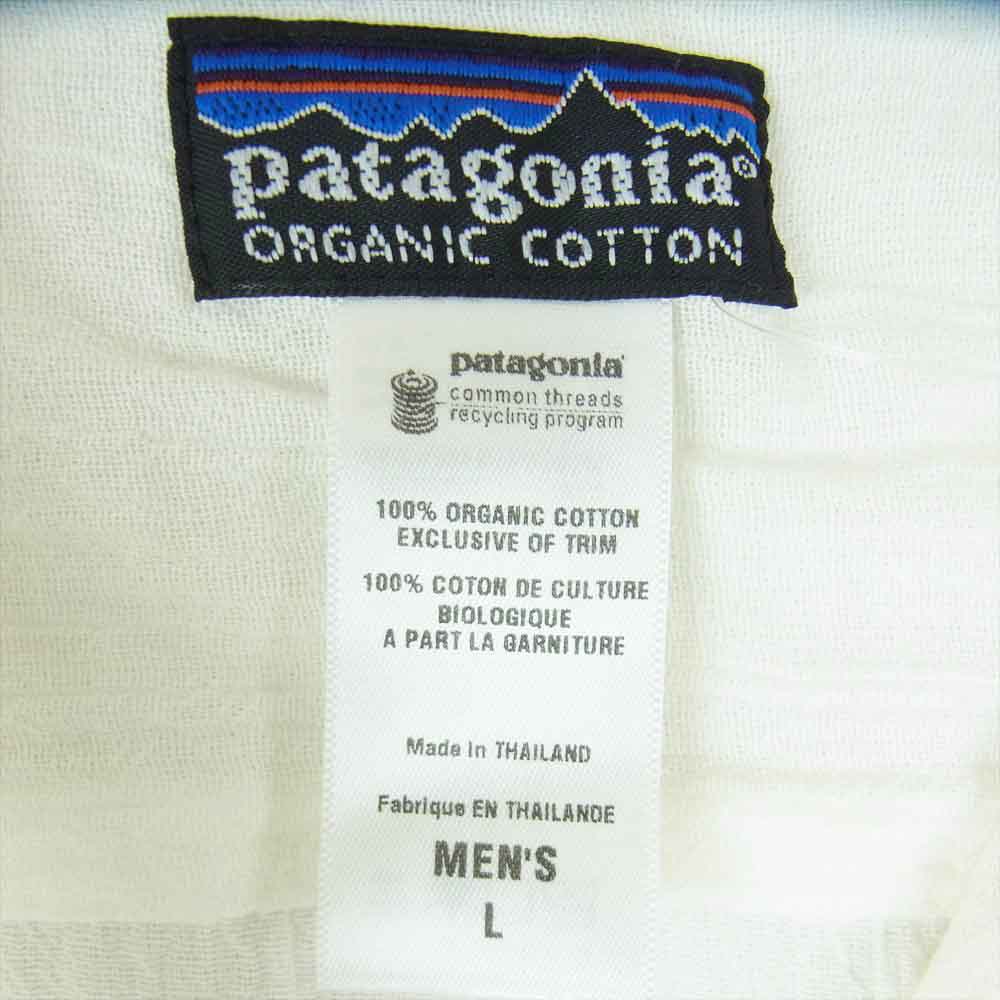 patagonia®
ORGANIC COTTON
patagonia®
common threads
recycling program
100% ORGANIC COTTON
EXCLUSIVE OF TRIM
100% COTON DE CULTURE
BIOLOGIQUE
A PART LA GARNITURE
Made In THAILAND
Fabrique EN THAILANDE
MEN'S
L